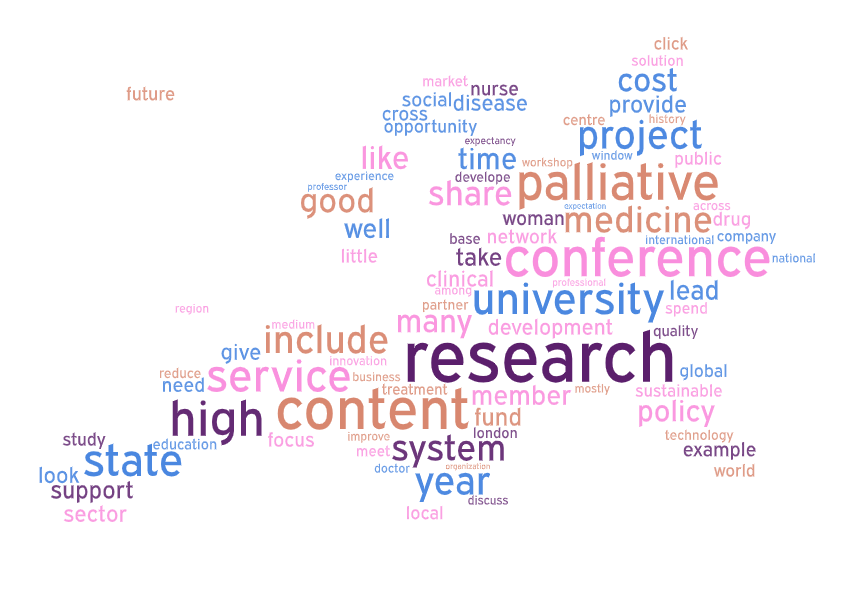 click
solution
cost
market
nurse
future
social
disease
provide
cross
centre
history
opportunity
project
expectancy
like
time
window
public
workshop
experience
develope
palliative
professor
share
good
expectation
across
woman
medicine
drug
well
base
network
international
company
little
take
conference
national
clinical
professional
among
university
lead
region
partner
spend
medium
many
development
quality
include
give
research
innovation
reduce
service
business
global
need
treatment
member
mostly
sustainable
high
content
fund
policy
study
education
focus
improve
london
technology
state
meet
system
example
look
doctor
organization
world
support
year
discuss
sector
local